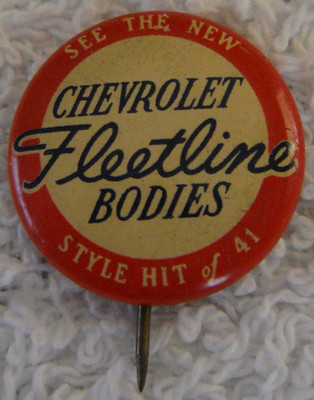 SEE THE NEW
CHEVROLET
Fleetline
BODIES
STYLE HIT of 41